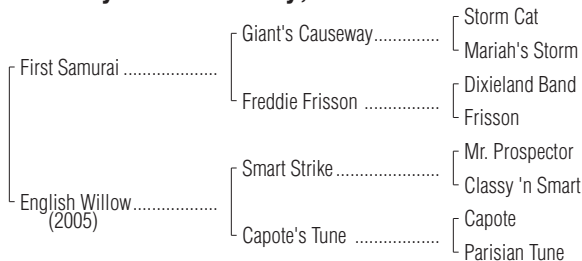 Storm Cat
Giant's Causeway...............
Mariah's Storm
First Samurai ....................
Dixieland Band
Freddie Frisson ................
Frisson
Mr. Prospector
Smart Strike ......................
Classy 'n Smart
English Willow..................
(2005)
Capote
Capote's Tune ..................
Parisian Tune